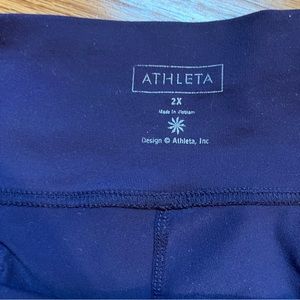 ATHLETA
2X
Made in Vietnam
Design © Athleta, Inc